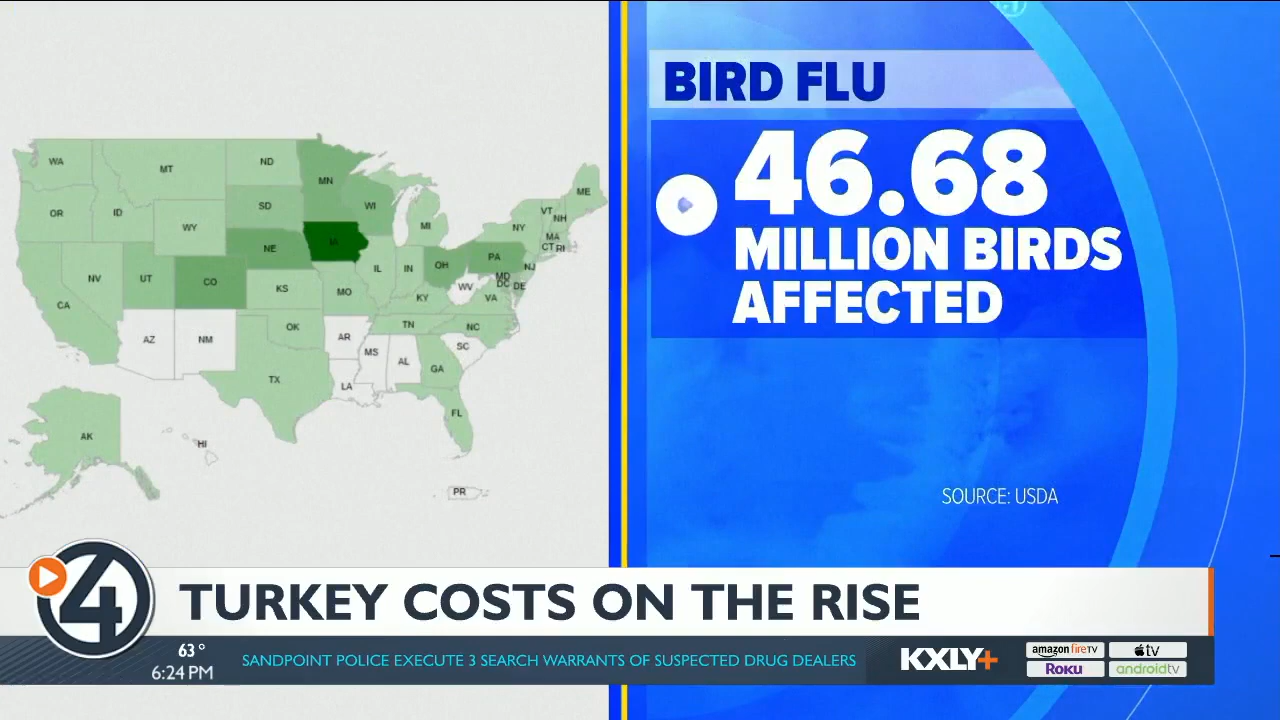 WA
MT
ND
MN
ME
OR
ID
SD
WI
VT
NH
WY
MI
NY
MA
CT RI
NV
UT
CO
NE
IA
IL
IN
OH
PA
NJ
MD
DC
DE
CA
KS
MO
KY
WV
VA
AZ
NM
OK
AR
TN
NC
TX
LA
MS
AL
GA
SC
FL
AK
HI
PR
BIRD FLU
46.68
MILLION BIRDS
AFFECTED
SOURCE: USDA
4
TURKEY COSTS ON THE RISE
63°
6:24 PM
SANDPOINT POLICE EXECUTE 3 SEARCH WARRANTS OF SUSPECTED DRUG DEALERS
KXLY+
amazon fireTV
tv
ROKU
androidtv